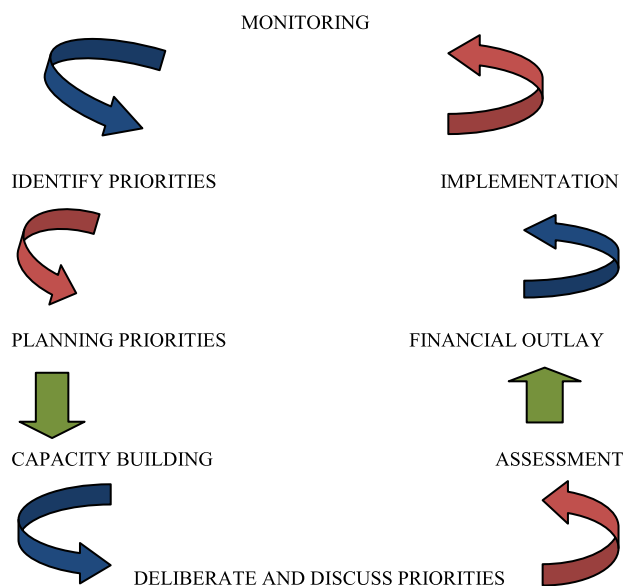 MONITORING
IDENTIFY PRIORITIES
IMPLEMENTATION
PLANNING PRIORITIES
FINANCIAL OUTLAY
CAPACITY BUILDING
ASSESSMENT
DELIBERATE AND DISCUSS PRIORITIES